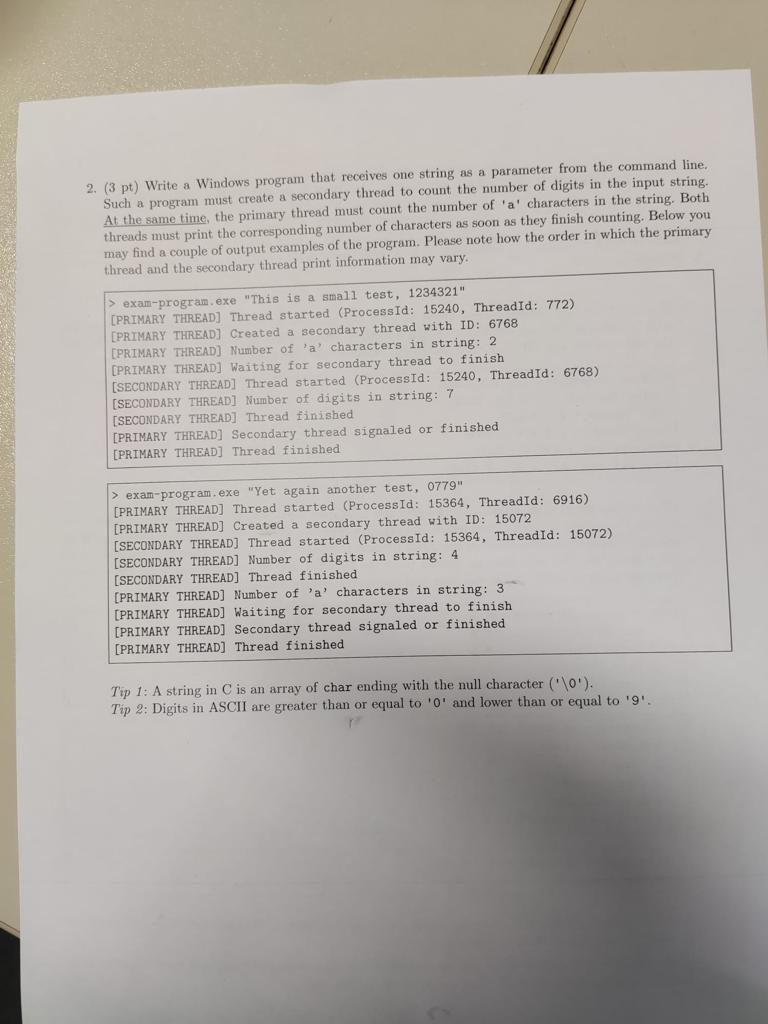 2. (3 pt) Write a Windows program that receives one string as a parameter from the command line.
Such a program must create a secondary thread to count the number of digits in the input string.
At the same time, the primary thread must count the number of 'a' characters in the string. Both
threads must print the corresponding number of characters as soon as they finish counting. Below you
may find a couple of output examples of the program. Please note how the order in which the primary
thread and the secondary thread print information may vary.
> exam-program.exe "This is a small test, 1234321"
[PRIMARY THREAD] Thread started (ProcessId: 15240, ThreadId: 772)
[PRIMARY THREAD] Created a secondary thread with ID: 6768
[PRIMARY THREAD] Number of 'a' characters in string: 2
[PRIMARY THREAD] Waiting for secondary thread to finish
[SECONDARY THREAD] Thread started (ProcessId: 15240, ThreadId: 6768)
[SECONDARY THREAD] Number of digits in string: 7
[SECONDARY THREAD] Thread finished
[PRIMARY THREAD] Secondary thread signaled or finished
[PRIMARY THREAD] Thread finished
> exam-program.exe "Yet again another test, 0779"
[PRIMARY THREAD] Thread started (ProcessId: 15364, ThreadId: 6916)
[PRIMARY THREAD] Created a secondary thread with ID: 15072
[SECONDARY THREAD] Thread started (ProcessId: 15364, ThreadId: 15072)
[SECONDARY THREAD] Number of digits in string: 4
[SECONDARY THREAD] Thread finished
[PRIMARY THREAD] Number of 'a' characters in string: 3
[PRIMARY THREAD] Waiting for secondary thread to finish
[PRIMARY THREAD] Secondary thread signaled or finished
[PRIMARY THREAD] Thread finished
Tip 1: A string in C is an array of char ending with the null character ('\0').
Tip 2: Digits in ASCII are greater than or equal to '0' and lower than or equal to '9'.